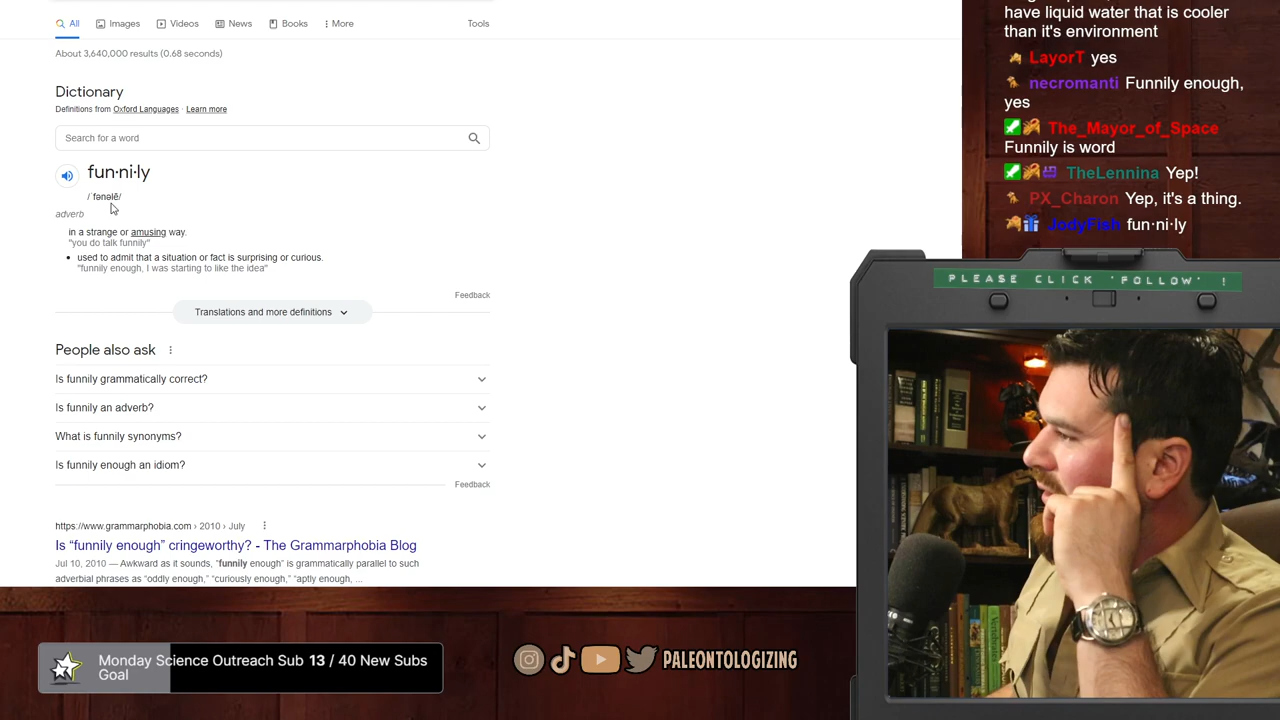 All Images Videos News Books More Tools
About 3,640,000 results (0.68 seconds)
Dictionary
Definitions from Oxford Languages · Learn more
Search for a word
fun·ni·ly
/ˈfənəlē/
adverb
in a strange or amusing way.
"you do talk funnily"
• used to admit that a situation or fact is surprising or curious.
"funnily enough, I was starting to like the idea"
Feedback
Translations and more definitions
People also ask
Is funnily grammatically correct?
Is funnily an adverb?
What is funnily synonyms?
Is funnily enough an idiom?
Feedback
https://www.grammarphobia.com › 2010 › July
Is “funnily enough” cringeworthy? - The Grammarphobia Blog
Jul 10, 2010 — Awkward as it sounds, “funnily enough” is grammatically parallel to such
adverbial phrases as “oddly enough,” “curiously enough,” “aptly enough, ...
have liquid water that is cooler
than it's environment
LayorT yes
necromanti Funnily enough,
yes
The_Mayor_of_Space
Funnily is word
TheLennina Yep!
PX_Charon Yep, it's a thing.
JodyFish fun·ni·ly
PLEASE CLICK 'FOLLOW' !
Monday Science Outreach Sub 13 / 40 New Subs
Goal
PALEONTOLOGIZING